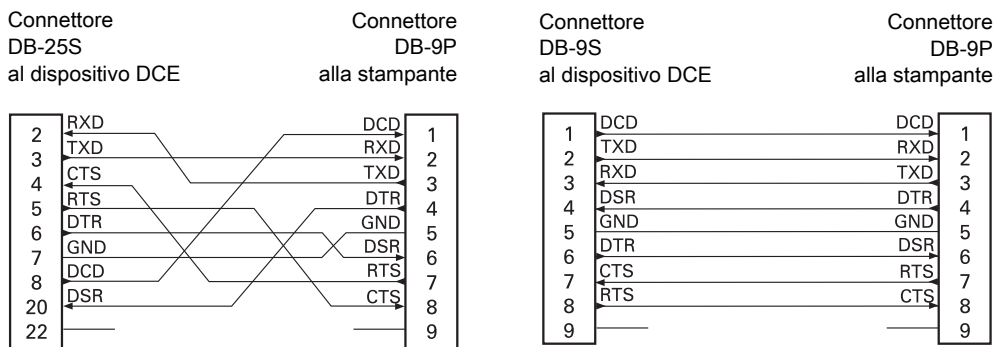 Connettore
DB-25S
al dispositivo DCE
Connettore
DB-9P
alla stampante
2 RXD DCD 1
3 TXD RXD 2
4 CTS TXD 3
5 RTS DTR 4
6 DTR GND 5
7 GND DSR 6
8 DCD RTS 7
20 DSR CTS 8
22 9
Connettore
DB-9S
al dispositivo DCE
Connettore
DB-9P
alla stampante
1 DCD DCD 1
2 TXD RXD 2
3 RXD TXD 3
4 DSR DTR 4
5 GND GND 5
6 DTR DSR 6
7 CTS RTS 7
8 RTS CTS 8
9 9